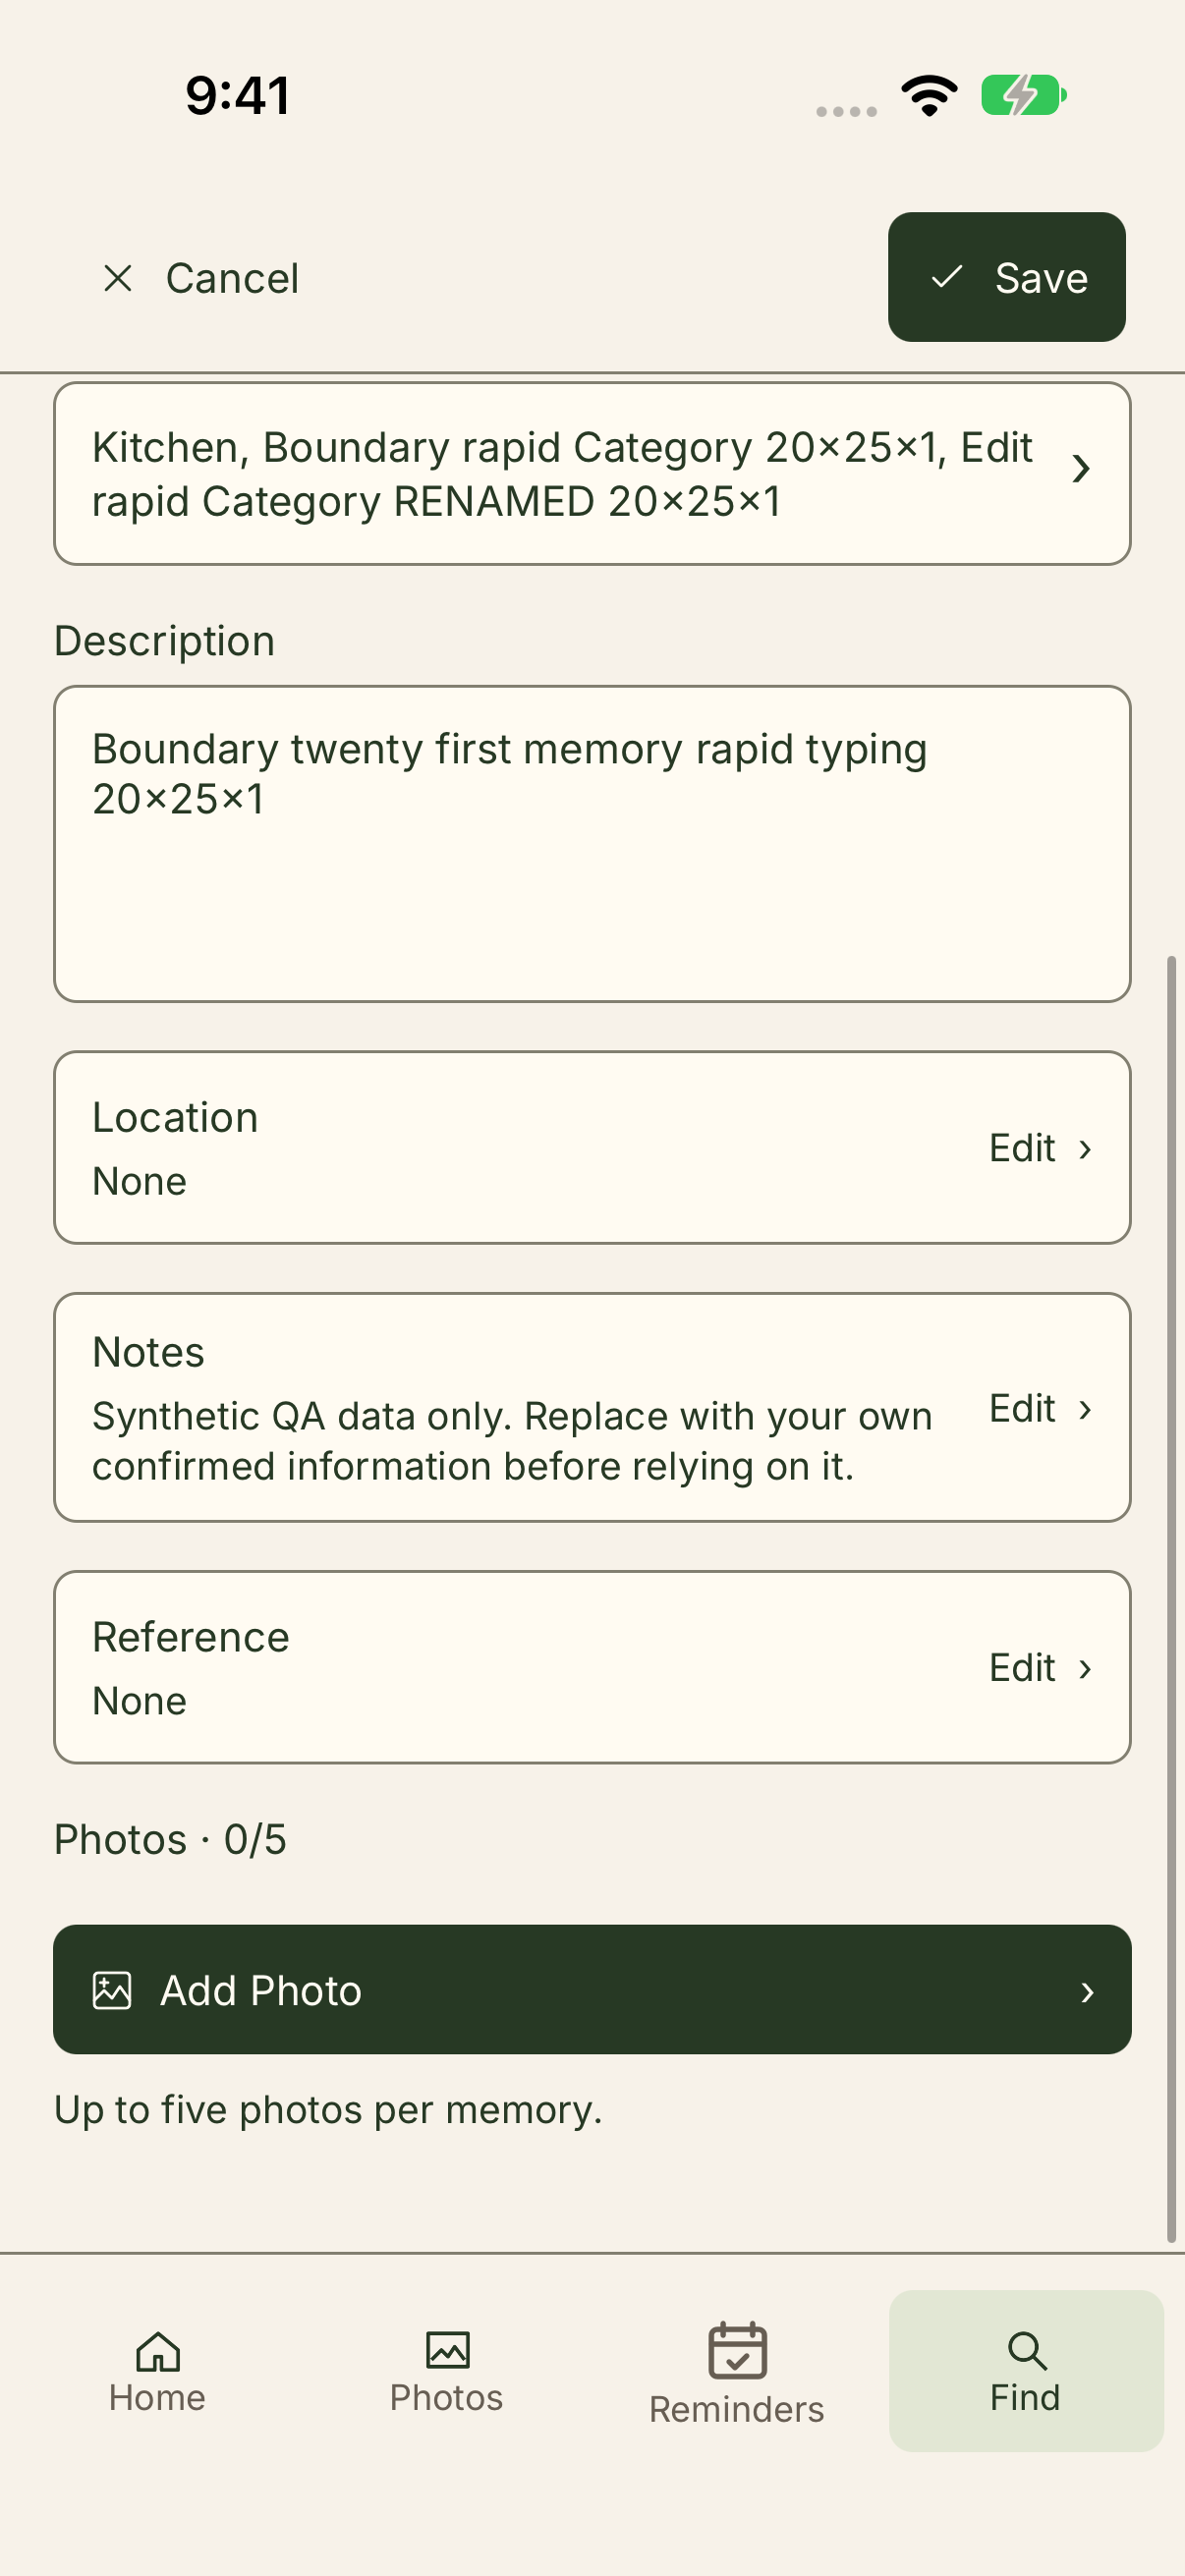 9:41
Cancel
Save
Kitchen, Boundary rapid Category 20×25×1, Edit
rapid Category RENAMED 20×25×1
Description
Boundary twenty first memory rapid typing
20×25×1
Location
None
Edit ›
Notes
Synthetic QA data only. Replace with your own
confirmed information before relying on it.
Edit ›
Reference
None
Edit ›
Photos · 0/5
Add Photo ›
Up to five photos per memory.
Home
Photos
Reminders
Find